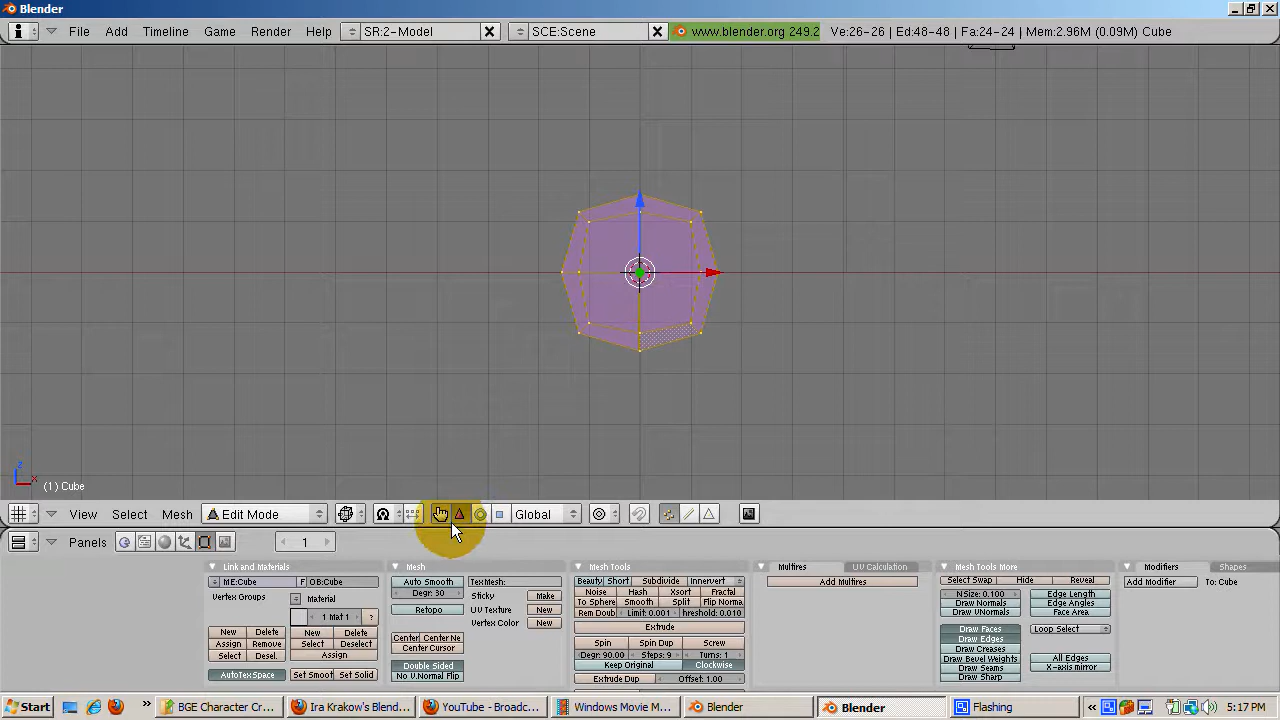 Blender
File Add Timeline Game Render Help SR:2-Model SCE:Scene www.blender.org 249.2 Ve:26-26 | Ed:48-48 | Fa:24-24 | Mem:2.96M (0.09M) Cube
z
x
(1) Cube
View Select Mesh Edit Mode Global
Panels 1
Link and Materials Mesh Mesh Tools Multires UV Calculation Mesh Tools More Modifiers Shapes
ME:Cube F OB:Cube Auto Smooth TexMesh: Beauty Short Subdivide Innervert Add Multires Select Swap Hide Reveal Add Modifier To: Cube
Vertex Groups Material Degr: 30 Sticky Make Noise Hash Xsort Fractal NSize: 0.100 Edge Length
Retopo UV Texture New To Sphere Smooth Split Flip Norma Draw Normals Edge Angles
1 Mat 1 ? Vertex Color New Rem Doub Limit: 0.001 hreshold: 0.010 Draw VNormals Face Area
New Delete New Delete Center Center Ne Extrude Draw Faces Loop Select
Assign Remove Select Deselect Center Cursor Spin Spin Dup Screw Draw Edges
Select Desel. Assign Degr: 90.00 Steps: 9 Turns: 1 Draw Creases
Double Sided Keep Original Clockwise Draw Bevel Weights All Edges
AutoTexSpace Set Smoot Set Solid No V.Normal Flip Extrude Dup Offset: 1.00 Draw Seams X-axis mirror
Draw Sharp
Start BGE Character Cr... Ira Krakow's Blend... YouTube - Broadc... Windows Movie M... Blender Blender Flashing 5:17 PM